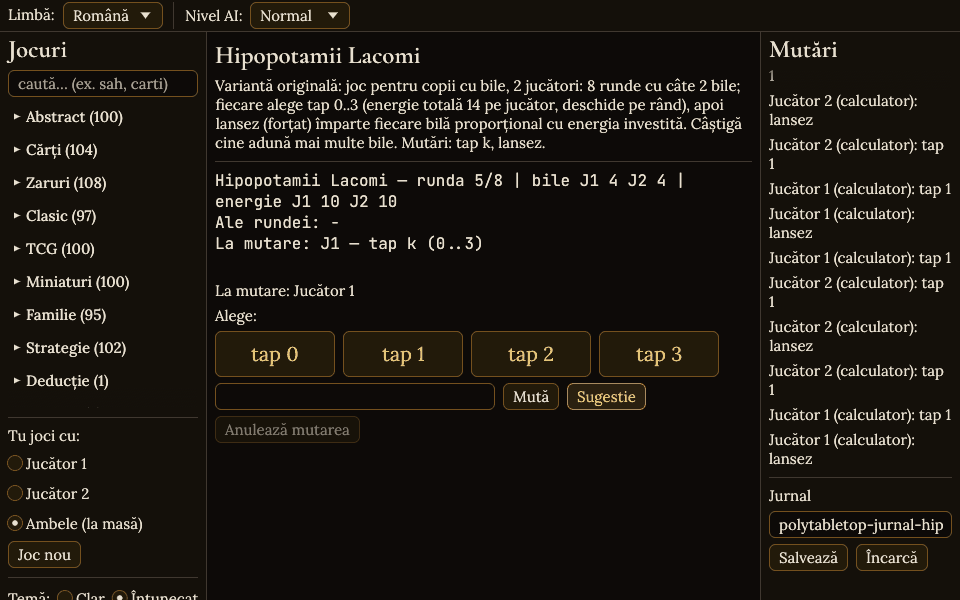 Limbă: Română ▼ Nivel AI: Normal ▼
Jocuri
caută... (ex. sah, carti)
▸ Abstract (100)
▸ Cărți (104)
▸ Zaruri (108)
▸ Clasic (97)
▸ TCG (100)
▸ Miniaturi (100)
▸ Familie (95)
▸ Strategie (102)
▸ Deducție (1)
Tu joci cu:
Jucător 1
Jucător 2
Ambele (la masă)
Joc nou
Temă: Clar Întunecat
Hipopotamii Lacomi
Variantă originală: joc pentru copii cu bile, 2 jucători: 8 runde cu câte 2 bile;
fiecare alege tap 0..3 (energie totală 14 pe jucător, deschide pe rând), apoi
lansez (forțat) împarte fiecare bilă proporțional cu energia investită. Câștigă
cine adună mai multe bile. Mutări: tap k, lansez.
Hipopotamii Lacomi — runda 5/8 | bile J1 4 J2 4 |
energie J1 10 J2 10
Ale rundei: -
La mutare: J1 — tap k (0..3)
La mutare: Jucător 1
Alege:
tap 0 tap 1 tap 2 tap 3
Mută Sugestie
Anulează mutarea
Mutări
1
Jucător 2 (calculator):
lansez
Jucător 2 (calculator): tap
1
Jucător 1 (calculator): tap 1
Jucător 1 (calculator):
lansez
Jucător 1 (calculator): tap 1
Jucător 2 (calculator): tap
1
Jucător 2 (calculator):
lansez
Jucător 2 (calculator): tap
1
Jucător 1 (calculator): tap 1
Jucător 1 (calculator):
lansez
Jurnal
polytabletop-jurnal-hip
Salvează Încarcă